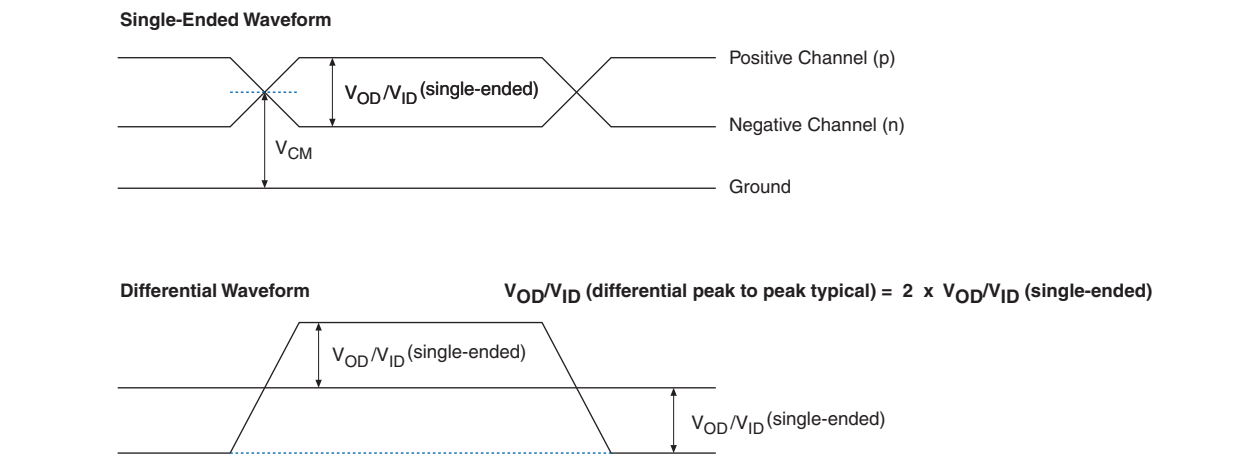 Single-Ended Waveform
Positive Channel (p)
VOD/VID (single-ended)
Negative Channel (n)
VCM
Ground
Differential Waveform
VOD/VID (differential peak to peak typical) = 2 x VOD/VID (single-ended)
VOD/VID (single-ended)
VOD/VID (single-ended)